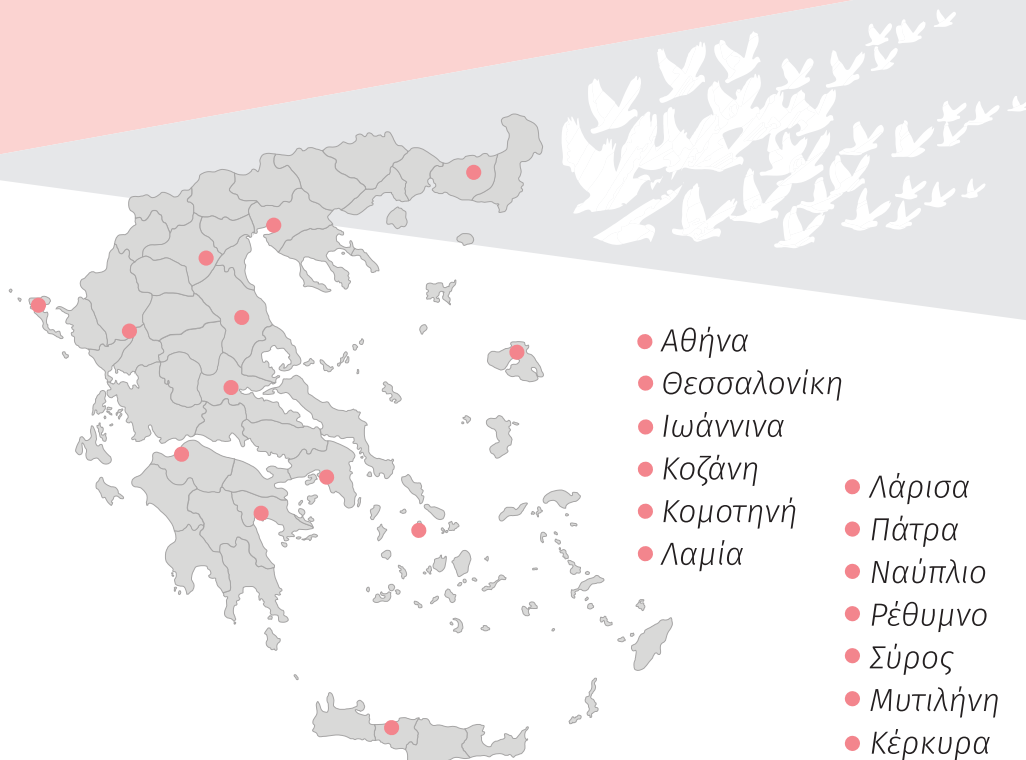 Αθήνα
Θεσσαλονίκη
Ιωάννινα
Κοζάνη
Κομοτηνή
Λαμία
Λάρισα
Πάτρα
Ναύπλιο
Ρέθυμνο
Σύρος
Μυτιλήνη
Κέρκυρα